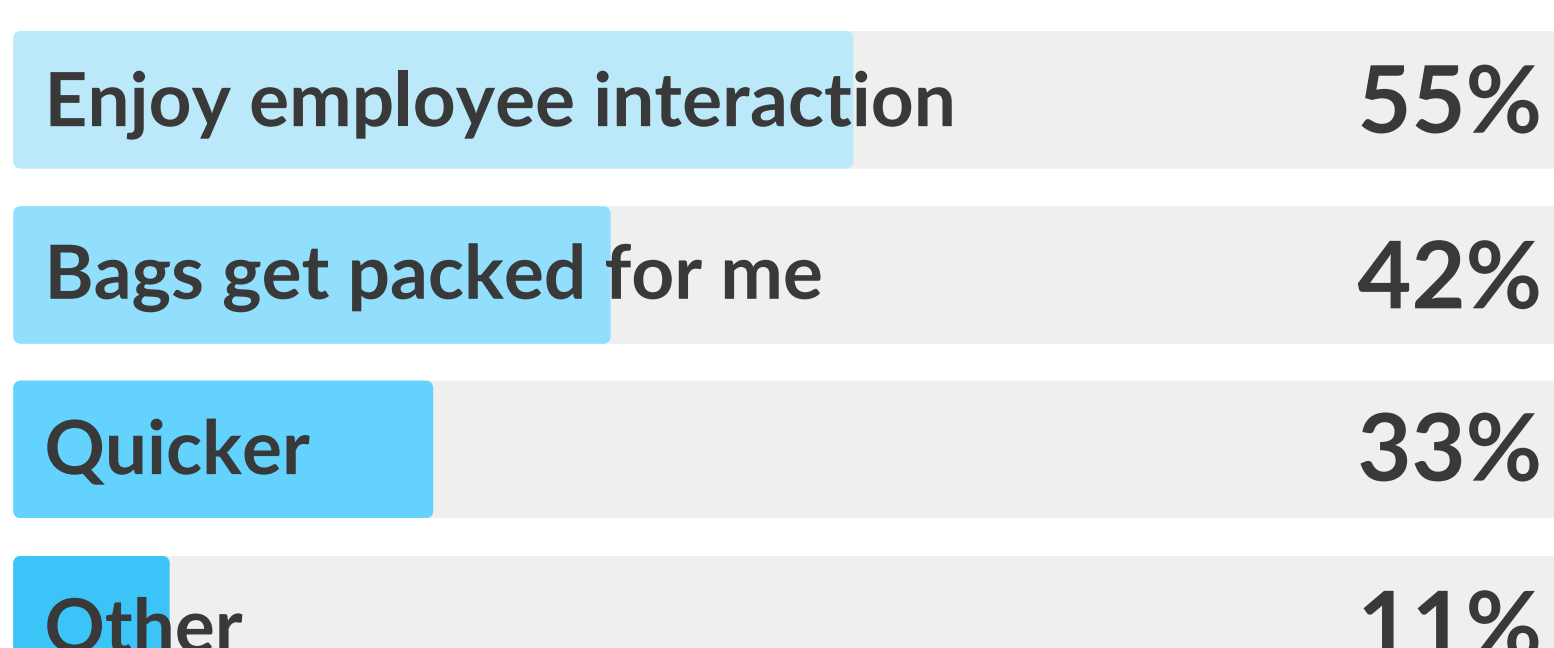 Enjoy employee interaction 55%
Bags get packed for me 42%
Quicker 33%
Other 11%